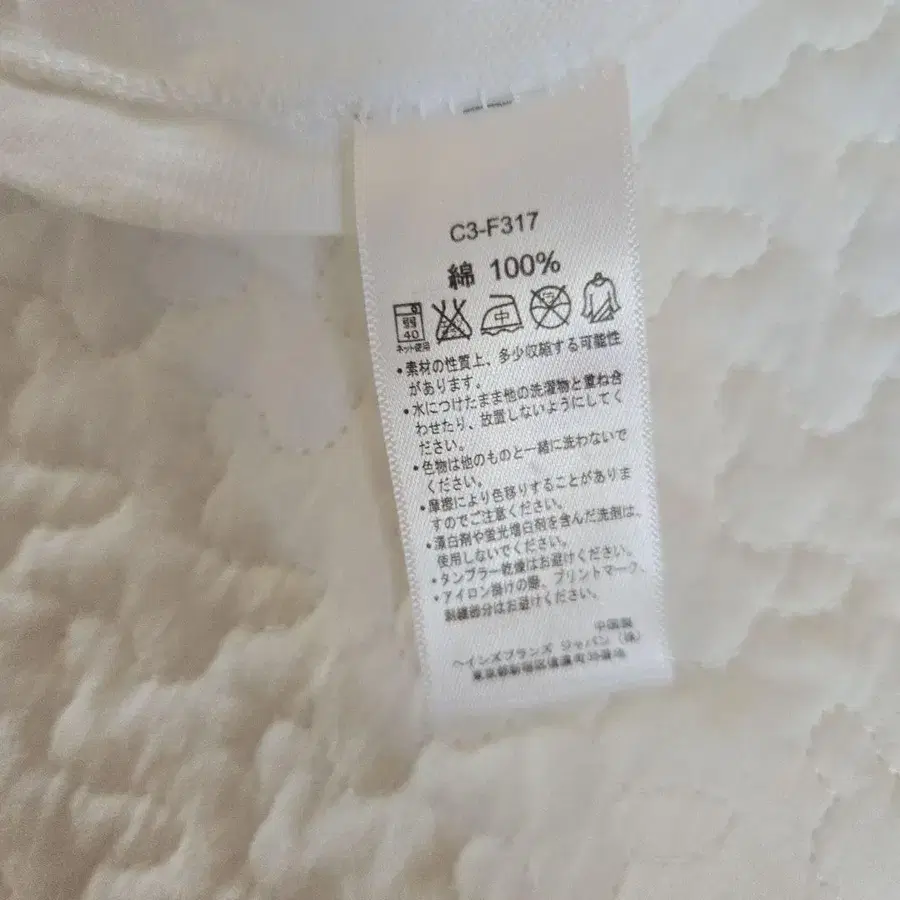 C3-F317
綿 100%
弱
40
中
ネット使用
•素材の性質上、多少収縮する可能性
があります。
•水につけたまま他の洗濯物と重ね合
わせたり、放置しないようにしてく
ださい。
•色物は他のものと一緒に洗わないで
ください。
•摩擦により色移りすることがありま
すのでご注意ください。
•漂白剤や蛍光増白剤を含んだ洗剤は、
使用しないでください。
•タンブラー乾燥はお避けください。
•アイロン掛けの際、プリントマーク、
刺繍部分はお避けください。
中国製
ヘインズブランズ ジャパン（株）